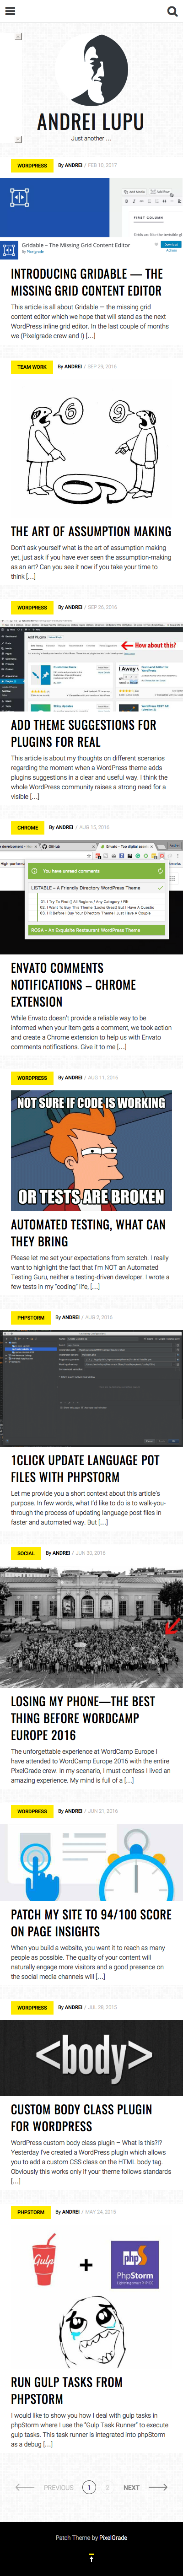 ANDREI LUPU
Just another ...
WORDPRESS By ANDREI / FEB 10, 2017
Gridable – The Missing Grid Content Editor
By Pixelgrade
FIRST COLUMN
INTRODUCING GRIDABLE — THE
MISSING GRID CONTENT EDITOR
This article is all about Gridable — the missing grid
content editor which we hope that will stand as the next
WordPress inline grid editor. In the last couple of months
we (Pixelgrade crew and I) [...]
TEAM WORK By ANDREI / SEP 29, 2016
THE ART OF ASSUMPTION MAKING
Don't ask yourself what is the art of assumption making
yet, just ask if you have ever seen the assumption-making
as an art? Can you see it now if you take your time to
think [...]
WORDPRESS By ANDREI / SEP 26, 2016
Add Plugins
How about this?
ADD THEME SUGGESTIONS FOR
PLUGINS FOR REAL
This article is about my thoughts on different scenarios
regarding the moment when a WordPress theme adds
plugins suggestions in a smart and useful way. I think the
whole WordPress community raises a real demand for a
visible [...]
CHROME By ANDREI / AUG 15, 2016
GitHub
You have unread comments
LISTABLE – A Friendly Directory WordPress Theme
ROSA – An Exquisite Restaurant WordPress Theme
ENVATO COMMENTS
NOTIFICATIONS – CHROME
EXTENSION
While Envato doesn't provide a reliable way to be
informed when your item gets a comment, we took action
and create a Chrome extension to help us with Envato
comments notifications. Give it to me [...]
WORDPRESS By ANDREI / AUG 11, 2016
NOT SURE IF CODE IS WORKING
OR TESTS ARE BROKEN
AUTOMATED TESTING, WHAT CAN
THEY BRING
Please let me set your expectations from scratch. I really
want to highlight the fact that I'm NOT an Automated
Testing Guru, neither a testing-driven developer. I wrote a
few tests in my "coding" life, [...]
PHPSTORM By ANDREI / AUG 2, 2016
1CLICK UPDATE LANGUAGE POT
FILES WITH PHPSTORM
Let me provide you a short context about this article's
purpose. In few words, what I'd like to do is to walk-you-
through the process of updating language post files in
faster and automated way. But [...]
SOCIAL By ANDREI / JUN 30, 2016
LOSING MY PHONE—THE BEST
THING BEFORE WORDCAMP
EUROPE 2016
The unforgettable experience at WordCamp Europe I
have attended to WordCamp Europe 2016 with the entire
PixelGrade crew. In my scenario, I must confess I lived an
amazing experience. My mind is full of a [...]
WORDPRESS By ANDREI / JUN 21, 2016
PATCH MY SITE TO 94/100 SCORE
ON PAGE INSIGHTS
When you build a website, you want it to reach as many
people as possible. The quality of your content will
naturally engage more visitors and a good presence on
the social media channels will [...]
WORDPRESS By ANDREI / JUL 28, 2015
<body>
CUSTOM BODY CLASS PLUGIN
FOR WORDPRESS
WordPress custom body class plugin – What is this?!?
Yesterday I've created a WordPress plugin which allows
you to add a custom CSS class on the HTML body tag.
Obviously this works only if your theme follows standards
[...]
PHPSTORM By ANDREI / MAY 24, 2015
Gulp
+
php
PhpStorm
RUN GULP TASKS FROM
PHPSTORM
I would like to show you how I deal with gulp tasks in
phpStorm where I use the "Gulp Task Runner" to execute
gulp tasks. This task runner is integrated into PhpStorm
as a debug [...]
PREVIOUS 1 2 NEXT
Patch Theme by PixelGrade